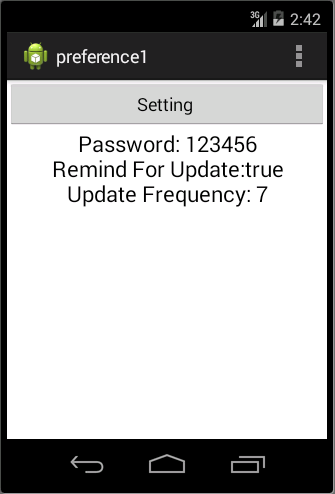 3G 2:42
preference1
Setting
Password: 123456
Remind For Update:true
Update Frequency: 7